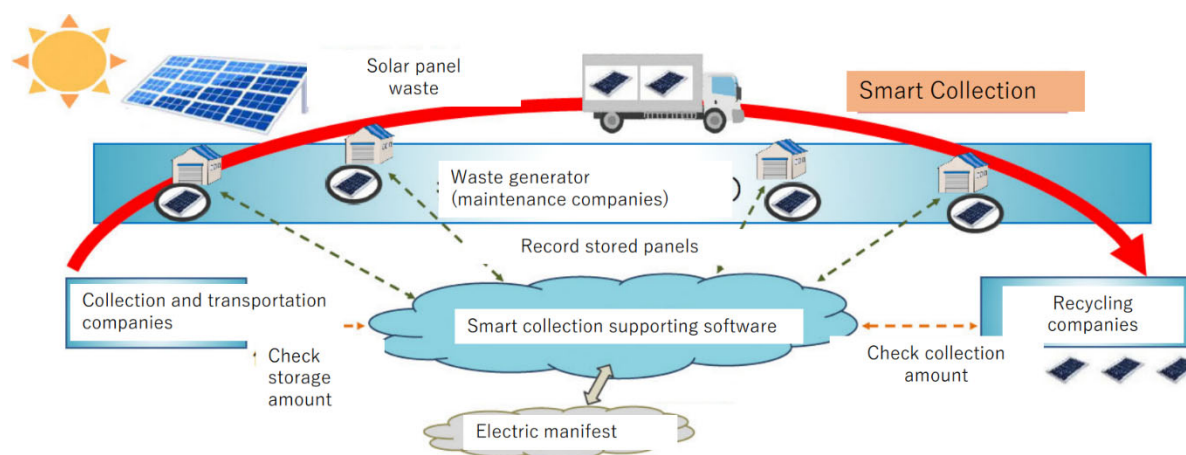 Solar panel
waste
Smart Collection
Waste generator
(maintenance companies)
)
Record stored panels
Collection and transportation
companies
Smart collection supporting software
Recycling
companies
Check
storage
amount
Check collection
amount
Electric manifest